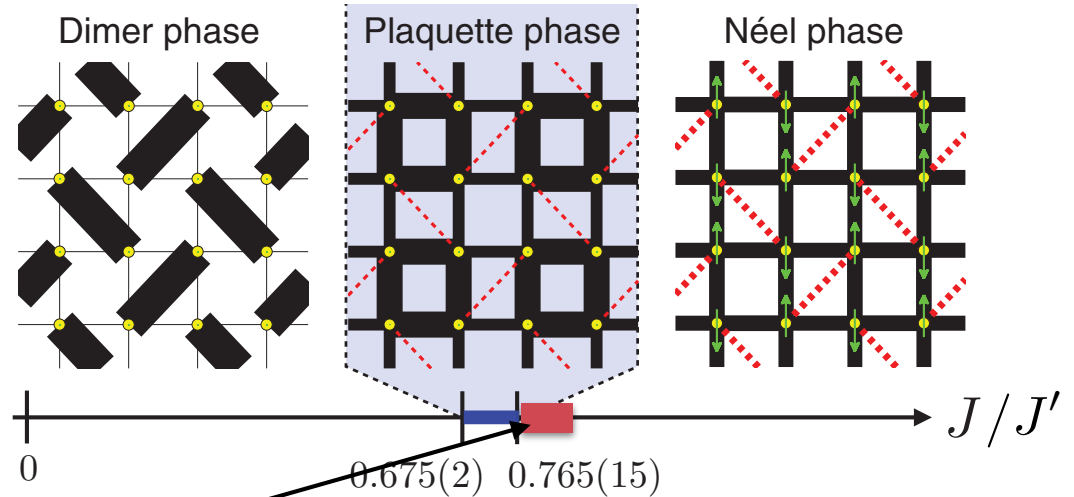 Dimer phase
Plaquette phase
Néel phase
J/J′
0
0.675(2)
0.765(15)